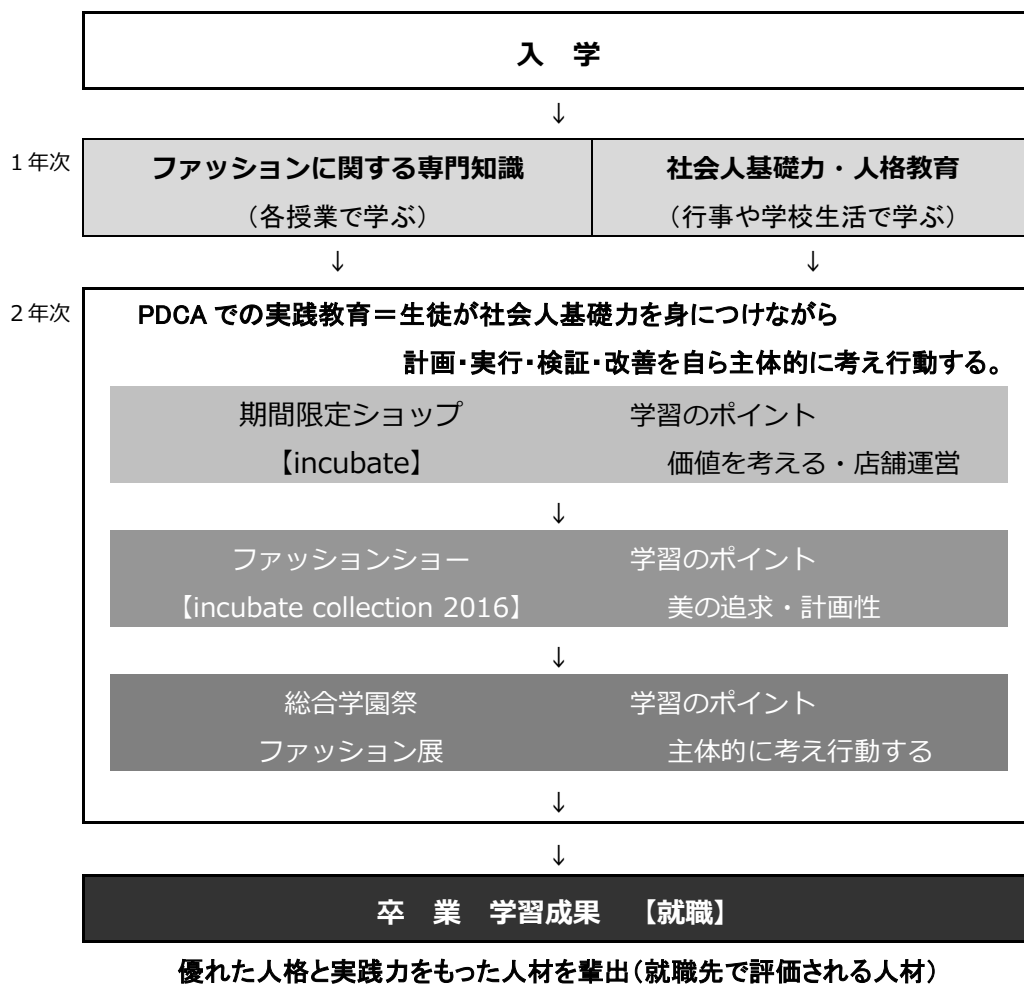 入 学
↓
1年次 ファッションに関する専門知識 社会人基礎力・人格教育
（各授業で学ぶ） （行事や学校生活で学ぶ）
↓ ↓
2年次 PDCA での実践教育＝生徒が社会人基礎力を身につけながら
計画・実行・検証・改善を自ら主体的に考え行動する。
期間限定ショップ 学習のポイント
【incubate】 価値を考える・店舗運営
↓
ファッションショー 学習のポイント
【incubate collection 2016】 美の追求・計画性
↓
総合学園祭 学習のポイント
ファッション展 主体的に考え行動する
↓
↓
卒 業 学習成果 【就職】
優れた人格と実践力をもった人材を輩出（就職先で評価される人材）